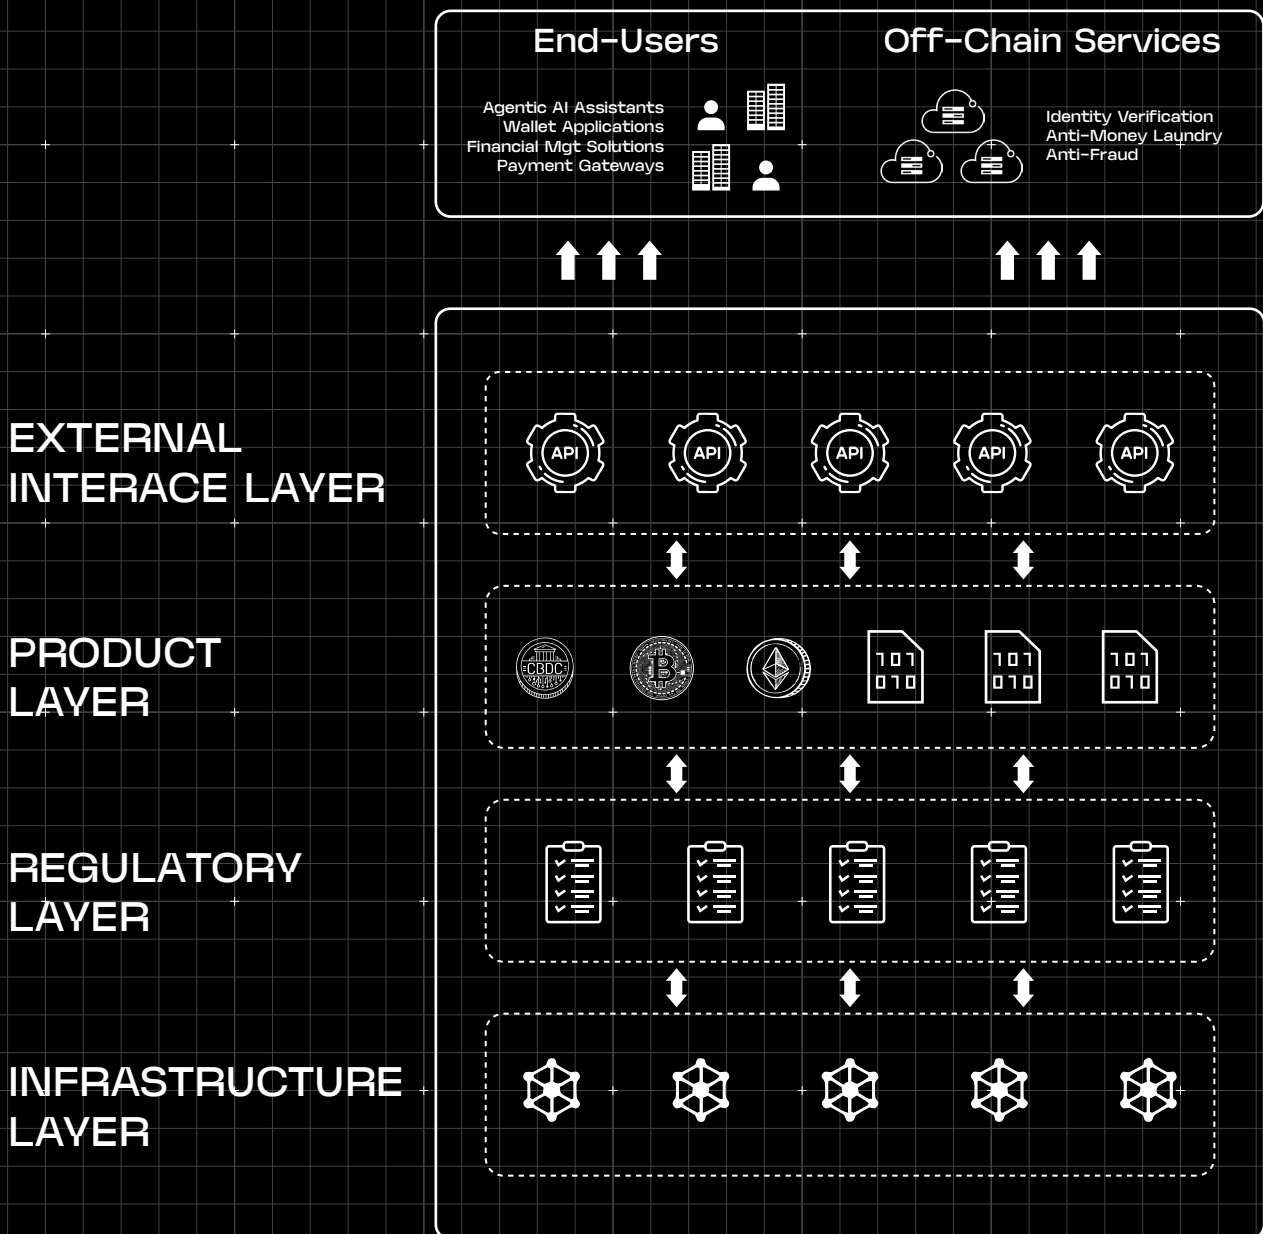 End-Users
Off-Chain Services
Agentic AI Assistants
Wallet Applications
Financial Mgt Solutions
Payment Gateways
Identity Verification
Anti-Money Laundry
Anti-Fraud
EXTERNAL
INTERACE LAYER
API API API API API
PRODUCT
LAYER
CBDC
B
101 101 101
010 010 010
REGULATORY
LAYER
INFRASTRUCTURE
LAYER